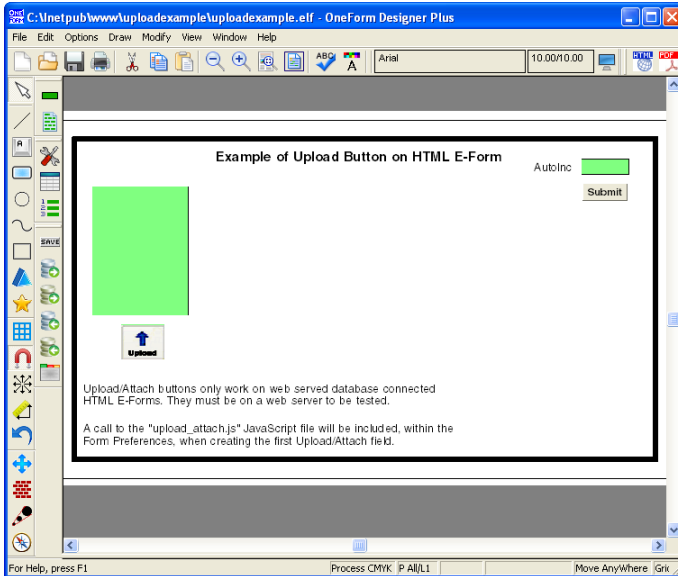 C:\Inetpub\www\uploadexample\uploadexample.elf - OneForm Designer Plus
File Edit Options Draw Modify View Window Help
ABC A Arial 10.00/10.00 HTML PDF
A
1
2
3
SAVE
Example of Upload Button on HTML E-Form
AutoInc
Submit
Upload
Upload/Attach buttons only work on web served database connected
HTML E-Forms. They must be on a web server to be tested.
A call to the "upload_attach.js" JavaScript file will be included, within the
Form Preferences, when creating the first Upload/Attach field.
For Help, press F1 Process CMYK P All/L1 Move AnyWhere Gric